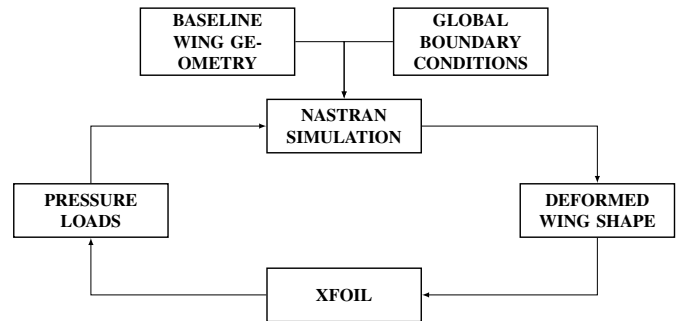 BASELINE
WING GE-
OMETRY
GLOBAL
BOUNDARY
CONDITIONS
NASTRAN
SIMULATION
PRESSURE
LOADS
DEFORMED
WING SHAPE
XFOIL